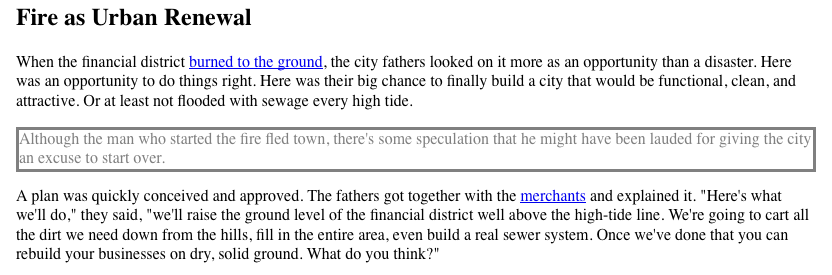 Fire as Urban Renewal
When the financial district burned to the ground, the city fathers looked on it more as an opportunity than a disaster. Here
was an opportunity to do things right. Here was their big chance to finally build a city that would be functional, clean, and
attractive. Or at least not flooded with sewage every high tide.
Although the man who started the fire fled town, there's some speculation that he might have been lauded for giving the city
an excuse to start over.
A plan was quickly conceived and approved. The fathers got together with the merchants and explained it. "Here's what
we'll do," they said, "we'll raise the ground level of the financial district well above the high-tide line. We're going to cart all
the dirt we need down from the hills, fill in the entire area, even build a real sewer system. Once we've done that you can
rebuild your businesses on dry, solid ground. What do you think?"